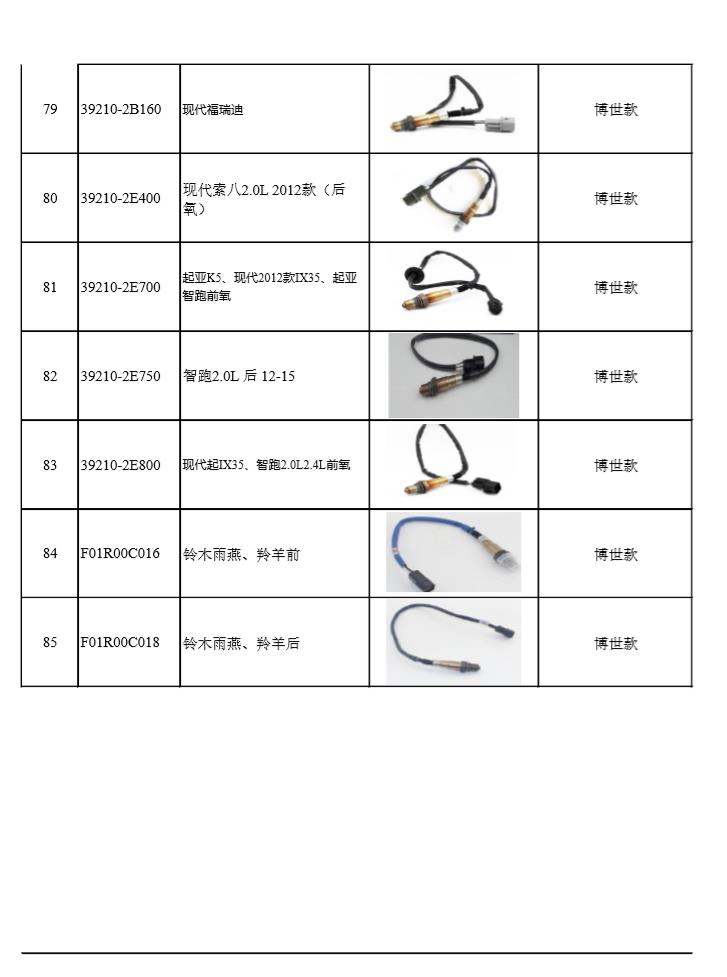 79 39210-2B160 现代福瑞迪 博世款
80 39210-2E400 现代索八2.0L 2012款（后
氧） 博世款
81 39210-2E700 起亚K5、现代2012款IX35、起亚
智跑前氧 博世款
82 39210-2E750 智跑2.0L 后 12-15 博世款
83 39210-2E800 现代起IX35、智跑2.0L2.4L前氧 博世款
84 F01R00C016 铃木雨燕、羚羊前 博世款
85 F01R00C018 铃木雨燕、羚羊后 博世款